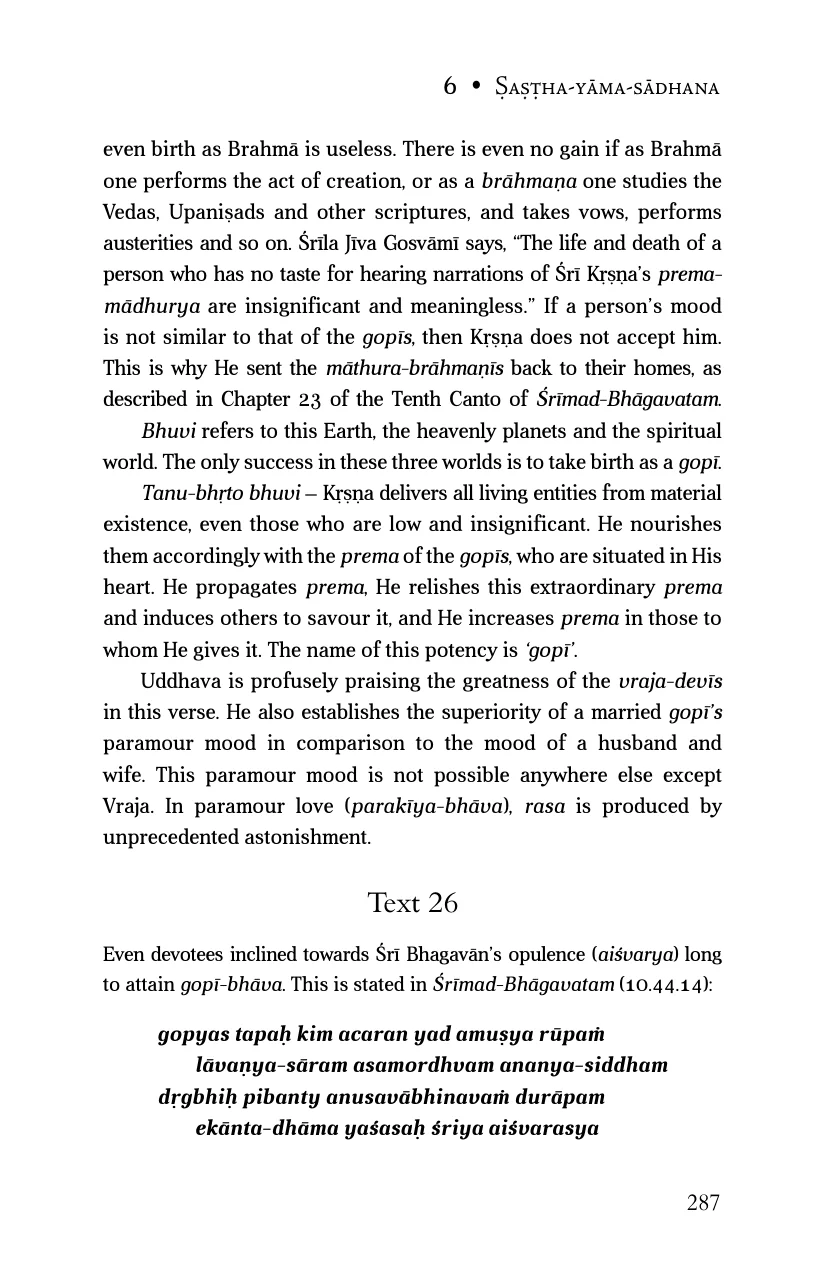 6 • Ṣaṣṭha-yāma-sādhana
even birth as Brahmā is useless. There is even no gain if as Brahmā
one performs the act of creation, or as a brāhmaṇa one studies the
Vedas, Upaniṣads and other scriptures, and takes vows, performs
austerities and so on. Śrīla Jīva Gosvāmī says, “The life and death of a
person who has no taste for hearing narrations of Śrī Kṛṣṇa’s prema-
mādhurya are insignificant and meaningless.” If a person’s mood
is not similar to that of the gopīs, then Kṛṣṇa does not accept him.
This is why He sent the māthura-brāhmaṇīs back to their homes, as
described in Chapter 23 of the Tenth Canto of Śrīmad-Bhāgavatam.
Bhuvi refers to this Earth, the heavenly planets and the spiritual
world. The only success in these three worlds is to take birth as a gopī.
Tanu-bhṛto bhuvi – Kṛṣṇa delivers all living entities from material
existence, even those who are low and insignificant. He nourishes
them accordingly with the prema of the gopīs, who are situated in His
heart. He propagates prema, He relishes this extraordinary prema
and induces others to savour it, and He increases prema in those to
whom He gives it. The name of this potency is ‘gopī’.
Uddhava is profusely praising the greatness of the vraja-devīs
in this verse. He also establishes the superiority of a married gopī’s
paramour mood in comparison to the mood of a husband and
wife. This paramour mood is not possible anywhere else except
Vraja. In paramour love (parakīya-bhāva), rasa is produced by
unprecedented astonishment.
Text 26
Even devotees inclined towards Śrī Bhagavān’s opulence (aiśvarya) long
to attain gopī-bhāva. This is stated in Śrīmad-Bhāgavatam (10.44.14):
gopyas tapaḥ kim acaran yad amuṣya rūpaṁ
lāvaṇya-sāram asamordhvam ananya-siddham
dṛgbhiḥ pibanty anusavābhinavaṁ durāpam
ekānta-dhāma yaśasaḥ śriya aiśvarasya
287